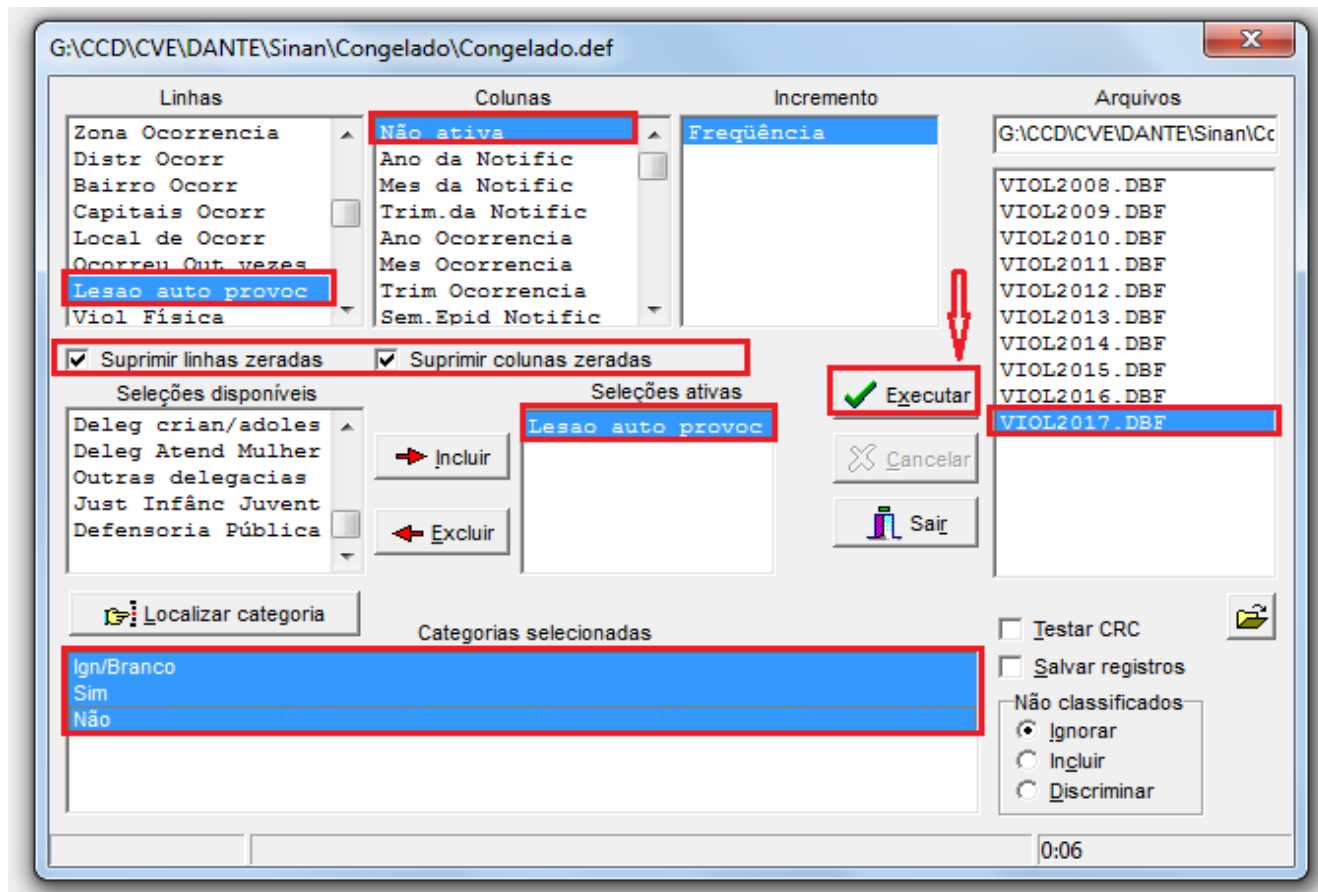 G:\CCD\CVE\DANTE\Sinan\Congelado\Congelado.def
x
Linhas
Zona Ocorrencia
Distr Ocorr
Bairro Ocorr
Capitais Ocorr
Local de Ocorr
Ocorreu Out vezes
Lesao auto provoc
Viol Física
Colunas
Não ativa
Ano da Notific
Mes da Notific
Trim.da Notific
Ano Ocorrencia
Mes Ocorrencia
Trim Ocorrencia
Sem.Epid Notific
Incremento
Freqüência
Arquivos
G:\CCD\CVE\DANTE\Sinan\Co
VIOL2008.DBF
VIOL2009.DBF
VIOL2010.DBF
VIOL2011.DBF
VIOL2012.DBF
VIOL2013.DBF
VIOL2014.DBF
VIOL2015.DBF
VIOL2016.DBF
VIOL2017.DBF
Suprimir linhas zeradas
Suprimir colunas zeradas
Seleções disponíveis
Deleg crian/adoles
Deleg Atend Mulher
Outras delegacias
Just Infânc Juvent
Defensoria Pública
Incluir
Excluir
Seleções ativas
Lesao auto provoc
Executar
Cancelar
Sair
Localizar categoria
Categorias selecionadas
Ign/Branco
Sim
Não
Testar CRC
Salvar registros
Não classificados
Ignorar
Incluir
Discriminar
0:06